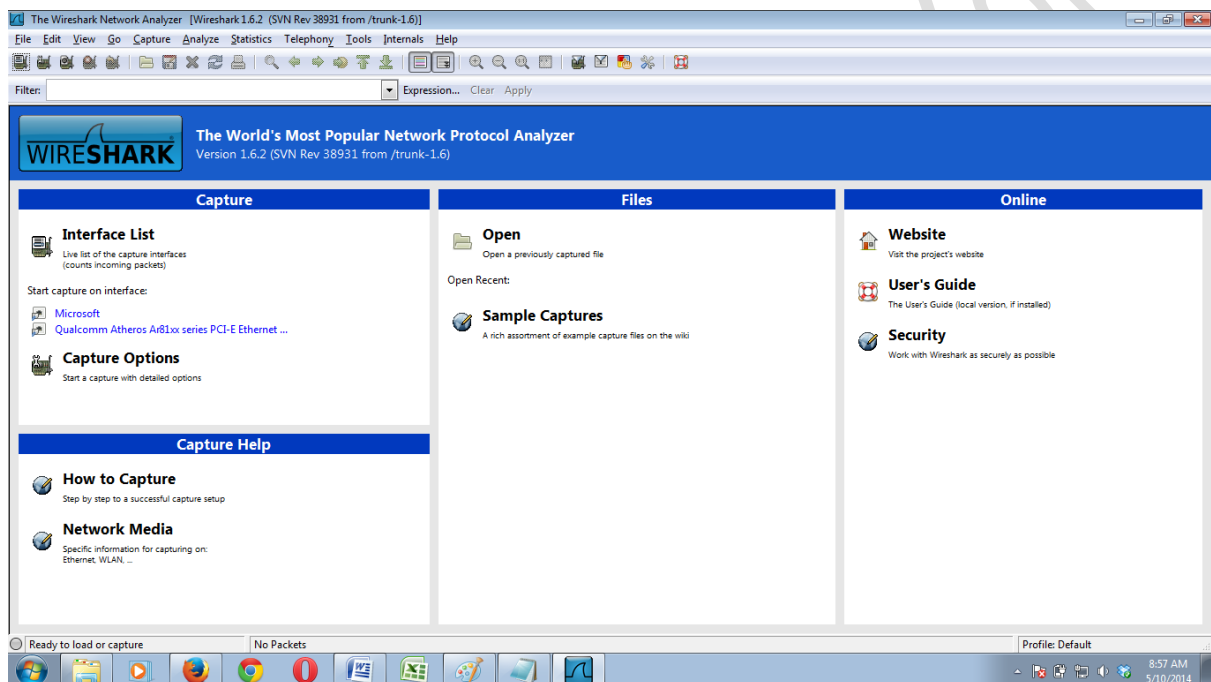 The Wireshark Network Analyzer [Wireshark 1.6.2 (SVN Rev 38931 from /trunk-1.6)]
File Edit View Go Capture Analyze Statistics Telephony Tools Internals Help
Filter: Expression... Clear Apply
WIRESHARK
The World's Most Popular Network Protocol Analyzer
Version 1.6.2 (SVN Rev 38931 from /trunk-1.6)
Capture
Interface List
Live list of the capture interfaces
(counts incoming packets)
Start capture on interface:
Microsoft
Qualcomm Atheros Ar81xx series PCI-E Ethernet ...
Capture Options
Start a capture with detailed options
Capture Help
How to Capture
Step by step to a successful capture setup
Network Media
Specific information for capturing on:
Ethernet, WLAN, ...
Files
Open
Open a previously captured file
Open Recent:
Sample Captures
A rich assortment of example capture files on the wiki
Online
Website
Visit the project's website
User's Guide
The User's Guide (local version, if installed)
Security
Work with Wireshark as securely as possible
Ready to load or capture
No Packets
Profile: Default
8:57 AM
5/10/2014